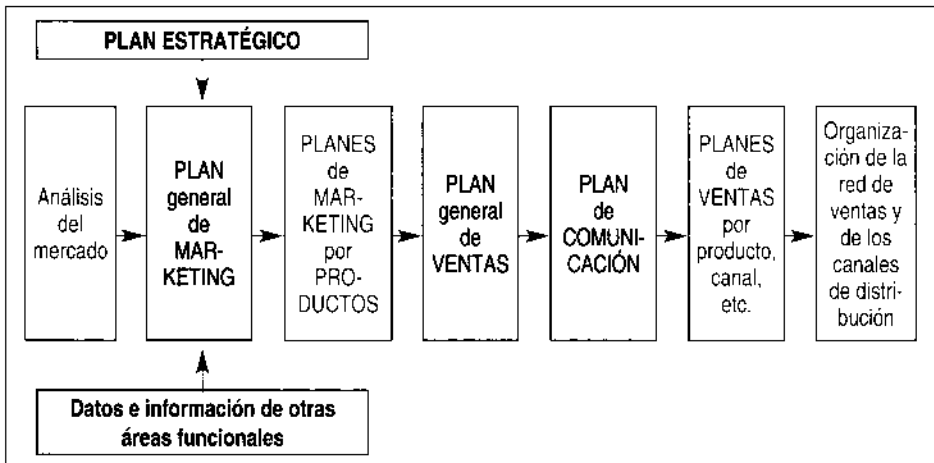 PLAN ESTRATÉGICO
Análisis
del
mercado
PLAN
general
de
MAR-
KETING
PLANES
de
MAR-
KETING
por
PRO-
DUCTOS
PLAN
general
de
VENTAS
PLAN
de
COMUNI-
CACIÓN
PLANES
de
VENTAS
por
producto,
canal,
etc.
Organiza-
ción de la
red de
ventas y
de los
canales
de distri-
bución
Datos e información de otras
áreas funcionales